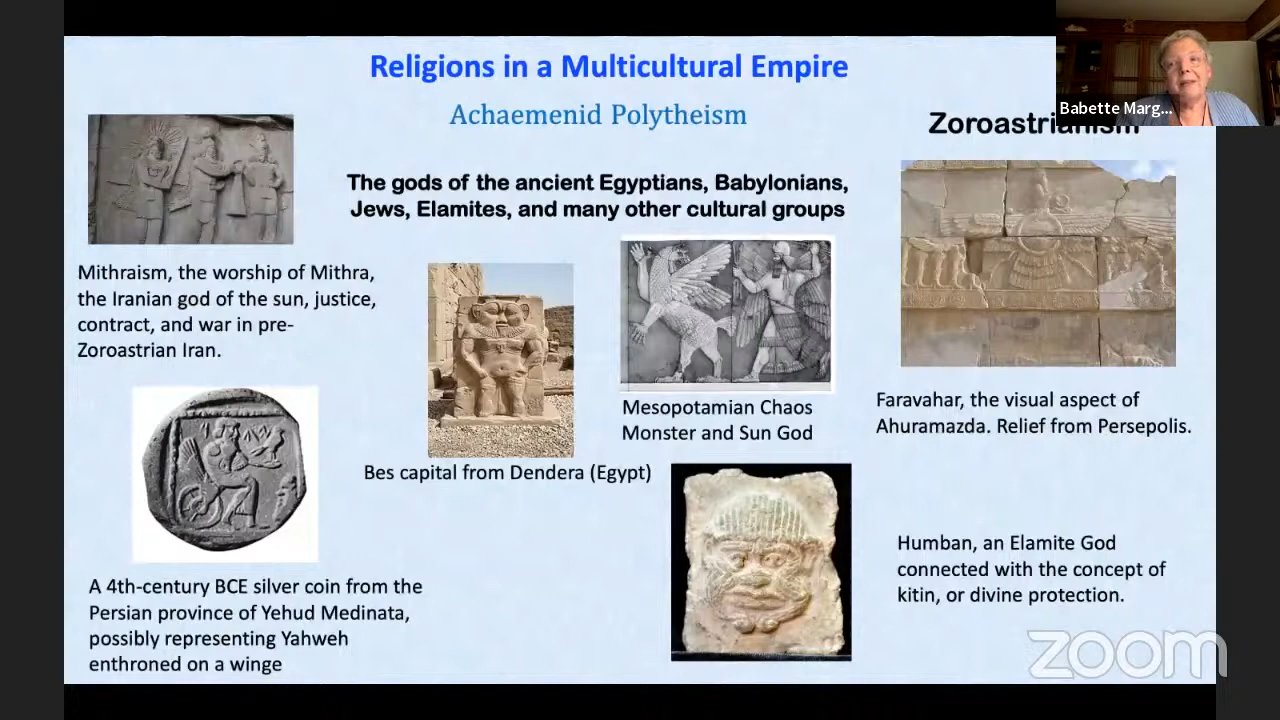 Religions in a Multicultural Empire
Achaemenid Polytheism
Babette Marg...
Zoroastrianism
The gods of the ancient Egyptians, Babylonians,
Jews, Elamites, and many other cultural groups
Mithraism, the worship of Mithra,
the Iranian god of the sun, justice,
contract, and war in pre-
Zoroastrian Iran.
Mesopotamian Chaos
Monster and Sun God
Faravahar, the visual aspect of
Ahuramazda. Relief from Persepolis.
Bes capital from Dendera (Egypt)
A 4th-century BCE silver coin from the
Persian province of Yehud Medinata,
possibly representing Yahweh
enthroned on a winge
Humban, an Elamite God
connected with the concept of
kitin, or divine protection.
zoom